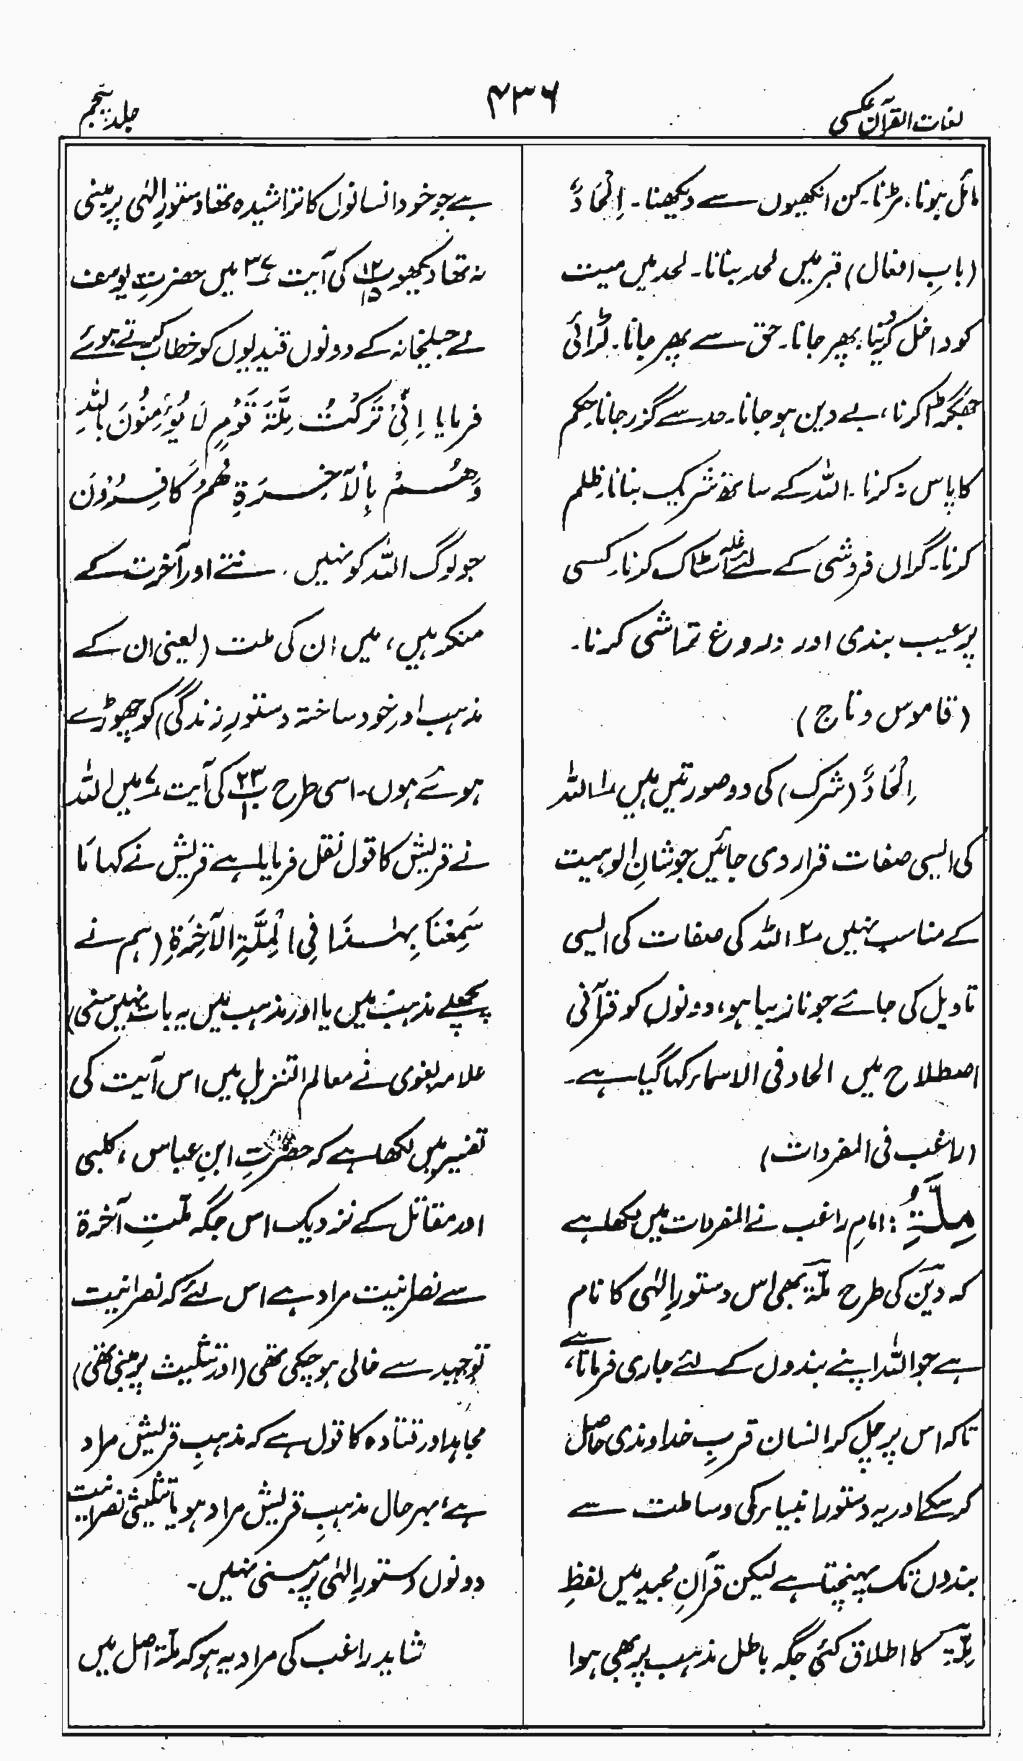 لغات القرآن عکسی
۴۳۶
جلد پنجم
مائل ہونا، مڑنا۔ کن انکھیوں سے دیکھنا۔ اِلْحَادٌ
(بابِ افعال) قبر میں لحد بنانا۔ لحد میں میت
کو داخل کرنا، پھر جانا۔ حق سے پھر جانا۔ لڑائی
جھگڑا کرنا، بے دین ہو جانا۔ حد سے گزر جانا حکم
کا پاس نہ کرنا۔ اللہ کے ساتھ شریک بنانا۔ ظلم
کرنا۔ گراں فروشی کے لئے غلہ اسٹاک کرنا۔ کسی
پر عیب بندی اور دروغ تماشی کرنا۔
(قاموس و تاج)
اِلْحَادٌ (شرک) کی دو صورتیں ہیں ۱ اللہ
کی ایسی صفات قرار دی جائیں جو شانِ الوہیت
کے مناسب نہیں ۲ اللہ کی صفات کی ایسی
تاویل کی جائے جو نازیبا ہو، دونوں کو قرآنی
اصطلاح میں الحاد فی الاسماء کہا گیا ہے۔
(راغب فی المفردات)
مِلَّةِ : امام راغب نے المفردات میں لکھا ہے
کہ دین کی طرح ملّۃ بھی اس دستورِ الٰہی کا نام
ہے جو اللہ اپنے بندوں کے لئے جاری فرماتا ہے،
تاکہ اس پر چل کر انسان قربِ خداوندی حاصل
کر سکے اور یہ دستور انبیاء کی وساطت سے
بندوں تک پہنچتا ہے لیکن قرآنِ مجید میں لفظِ
ملّۃ کا اطلاق کئی جگہ باطل مذہب پر بھی ہوا
ہے جو خود انسانوں کا تراشیدہ تھا دستورِ الٰہی پر مبنی
نہ تھا دیکھو پ ۱۲/۱۵ کی آیت ۳۷ میں حضرت یوسف
نے جیلخانہ کے دونوں قیدیوں کو خطاب کرتے ہوئے
فرمایا اِنِّیْ تَرَکْتُ مِلَّةَ قَوْمٍ لَا یُؤْمِنُوْنَ بِاللّٰہِ
وَھُمْ بِالْاٰخِرَۃِ ھُمْ کَافِرُوْنَ
جو لوگ اللہ کو نہیں مانتے اور آخرت کے
منکر ہیں، میں ان کی ملت (یعنی ان کے
مذہب اور خود ساختہ دستورِ زندگی) کو چھوڑے
ہوئے ہوں۔ اسی طرح پ ۲۳/۱۰ کی آیت ۷ میں اللہ
نے قریش کا قول نقل فرمایا ہے قریش نے کہا مَا
سَمِعْنَا بِہٰذَا فِی الْمِلَّۃِ الْاٰخِرَۃِ (ہم نے
پچھلے مذہب میں یا اور مذہب میں یہ بات نہیں سنی)
علامہ بغوی نے معالم التنزیل میں اس آیت کی
تفسیر میں لکھا ہے کہ حضرتِ ابنِ عباس، کلبی
اور مقاتل کے نزدیک اس جگہ ملّتِ آخرۃ
سے نصرانیت مراد ہے اس لئے کہ نصرانیت
توحید سے خالی ہو چکی تھی (اور تثلیث پر مبنی تھی)
مجاہد اور قتادہ کا قول ہے کہ مذہبِ قریش مراد
ہے، بہر حال مذہبِ قریش مراد ہو یا تثلیثی نصرانیت
دونوں دستورِ الٰہی پر مبنی نہیں۔
شاید راغب کی مراد یہ ہو کہ ملّۃ اصل میں